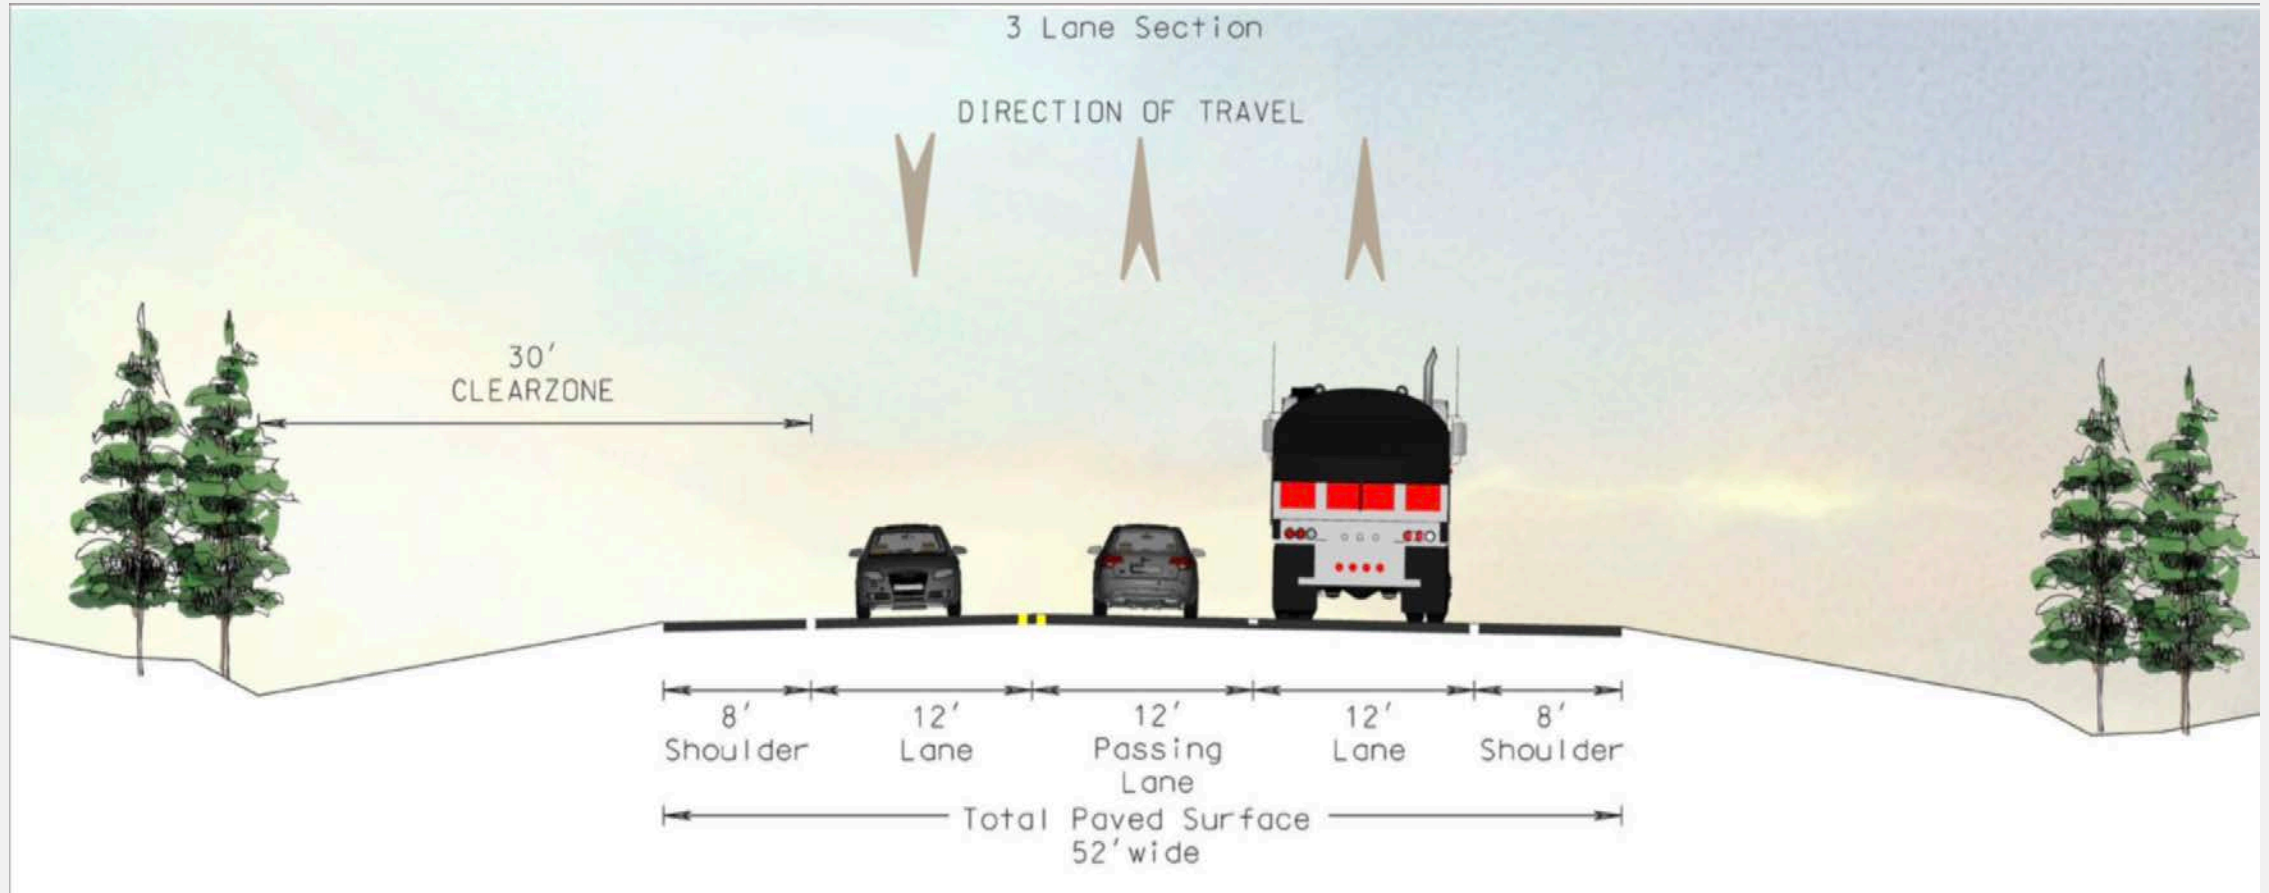 3 Lane Section
DIRECTION OF TRAVEL
30'
CLEARZONE
8'
Shoulder
12'
Lane
12'
Passing
Lane
12'
Lane
8'
Shoulder
Total Paved Surface
52'wide